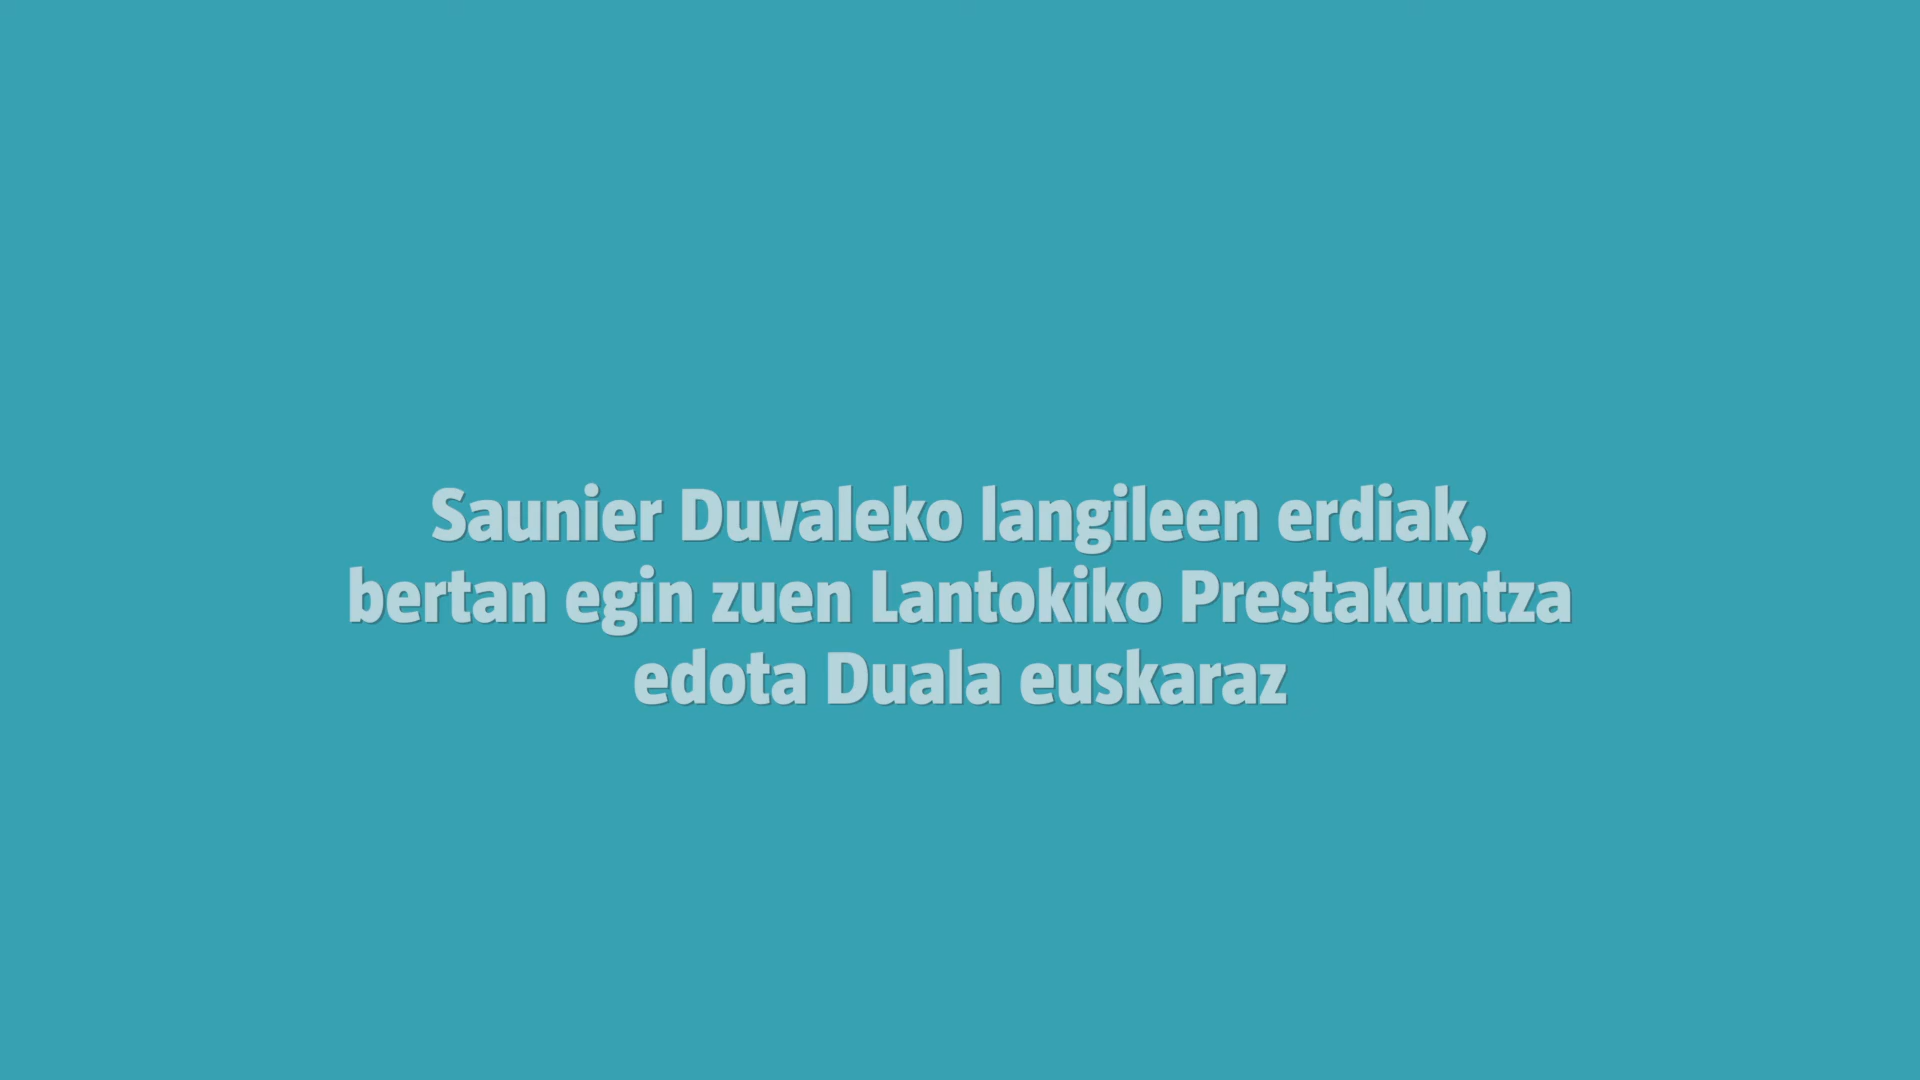 Saunier Duvaleko langileen erdiak,
bertan egin zuen Lantokiko Prestakuntza
edota Duala euskaraz